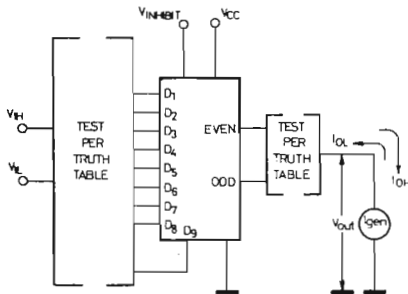 VINHIBIT
VCC
VIH
VIL
TEST
PER
TRUTH
TABLE
D1
D2
D3
D4
D5
D6
D7
D8
D9
EVEN
ODD
TEST
PER
TRUTH
TABLE
IOL
IOH
Vout
Igen